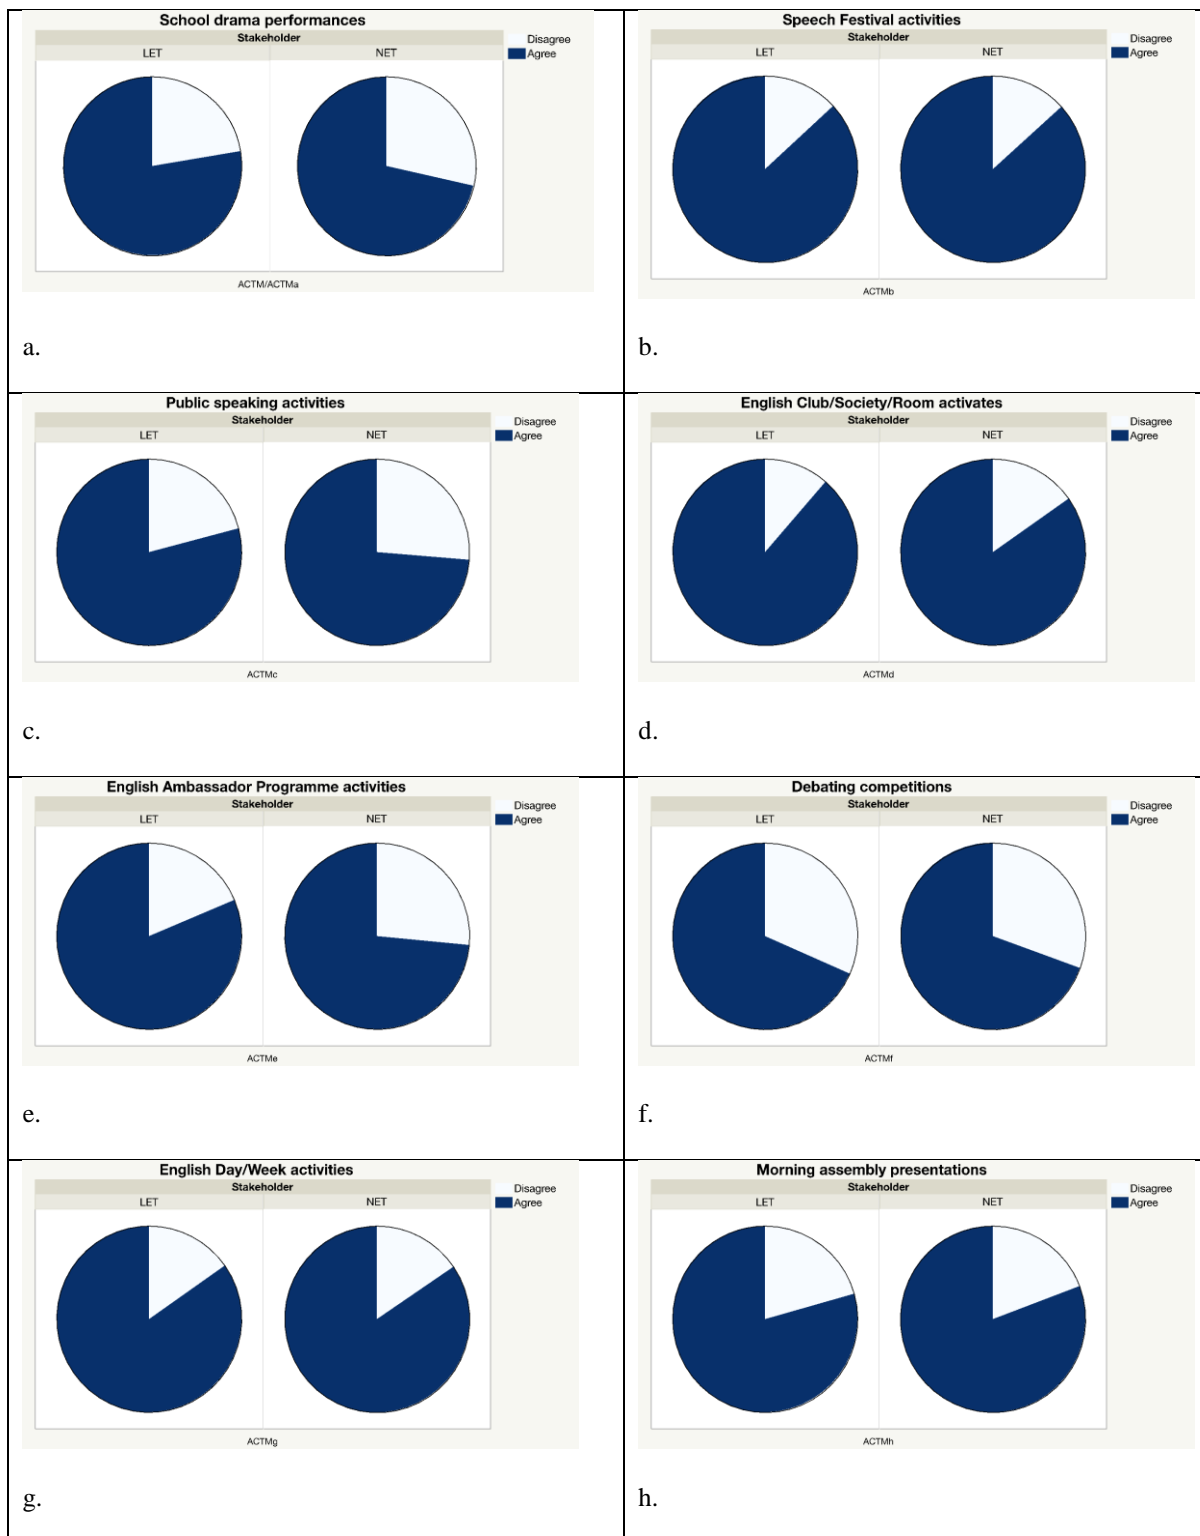 School drama performances
Stakeholder
LET NET
Disagree
Agree
ACTM/ACTMa
a.
Speech Festival activities
Stakeholder
LET NET
Disagree
Agree
ACTMb
b.
Public speaking activities
Stakeholder
LET NET
Disagree
Agree
ACTMc
c.
English Club/Society/Room activates
Stakeholder
LET NET
Disagree
Agree
ACTMd
d.
English Ambassador Programme activities
Stakeholder
LET NET
Disagree
Agree
ACTMe
e.
Debating competitions
Stakeholder
LET NET
Disagree
Agree
ACTMf
f.
English Day/Week activities
Stakeholder
LET NET
Disagree
Agree
ACTMg
g.
Morning assembly presentations
Stakeholder
LET NET
Disagree
Agree
ACTMh
h.